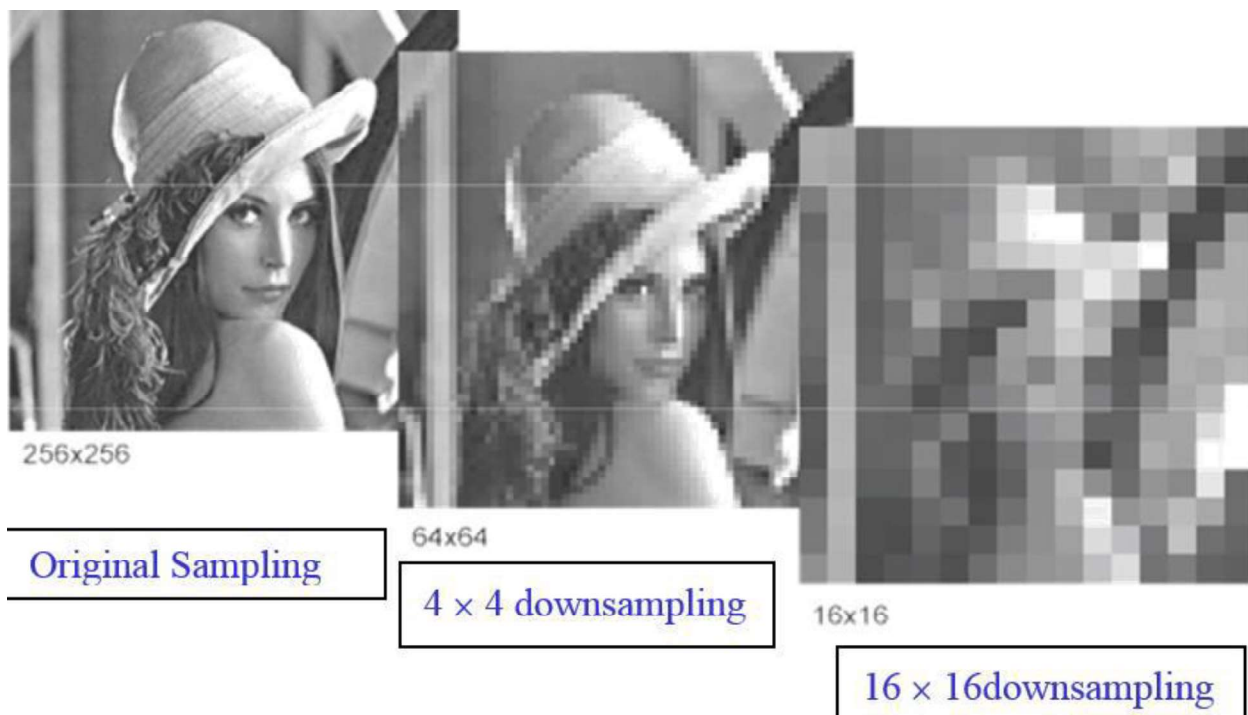 256x256
Original Sampling
64x64
4 × 4 downsampling
16x16
16 × 16downsampling